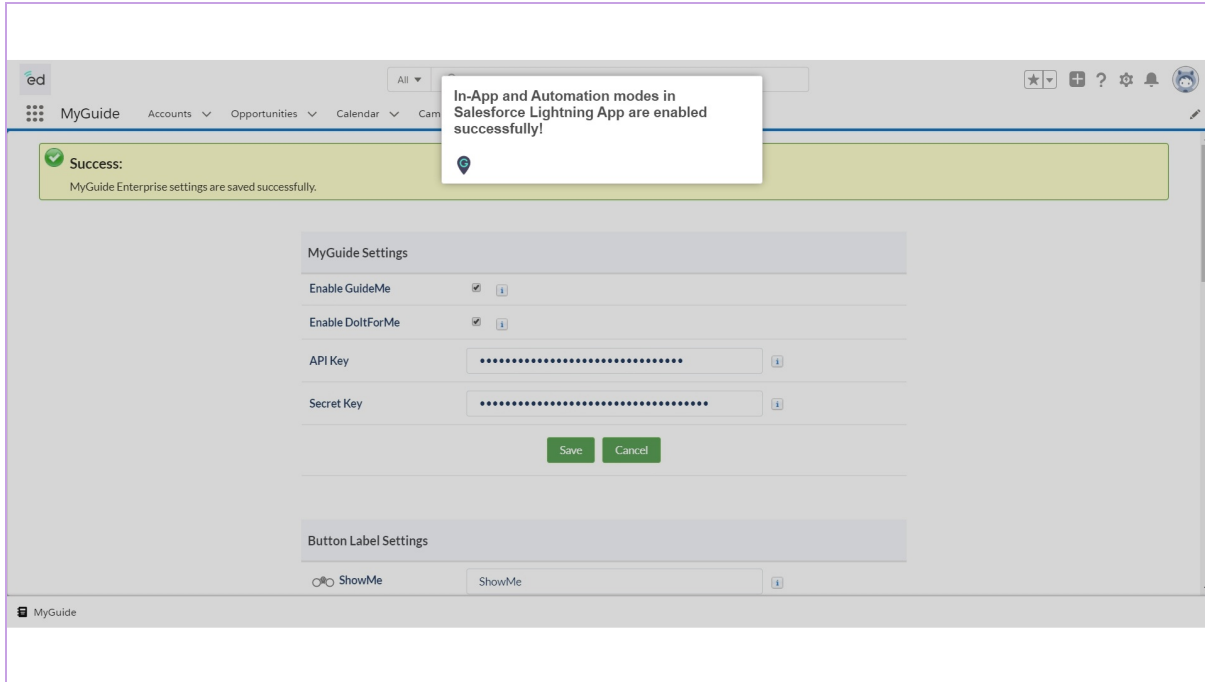 ed
All
MyGuide Accounts Opportunities Calendar Cam
In-App and Automation modes in
Salesforce Lightning App are enabled
successfully!
G
Success:
MyGuide Enterprise settings are saved successfully.
MyGuide Settings
Enable GuideMe
Enable DoItForMe
API Key
Secret Key
Save Cancel
Button Label Settings
ShowMe ShowMe
MyGuide